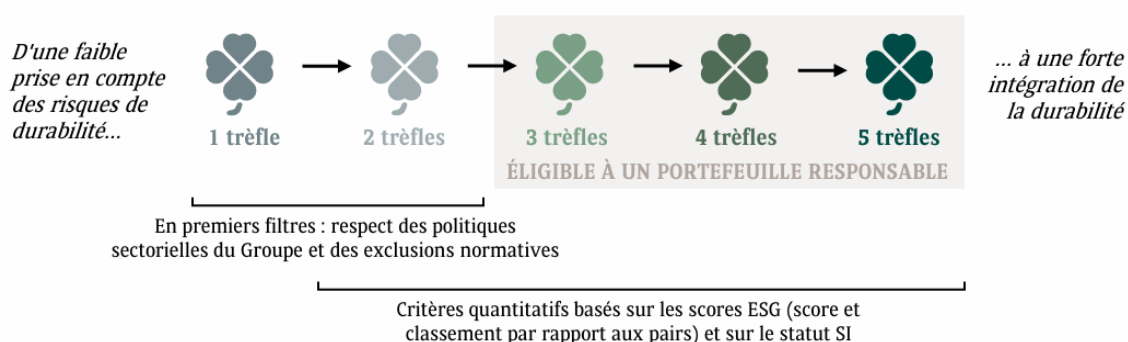 D'une faible
prise en compte
des risques de
durabilité...
1 trèfle
2 trèfles
3 trèfles
4 trèfles
5 trèfles
... à une forte
intégration de
la durabilité
ÉLIGIBLE À UN PORTEFEUILLE RESPONSABLE
En premiers filtres : respect des politiques
sectorielles du Groupe et des exclusions normatives
Critères quantitatifs basés sur les scores ESG (score et
classement par rapport aux pairs) et sur le statut SI